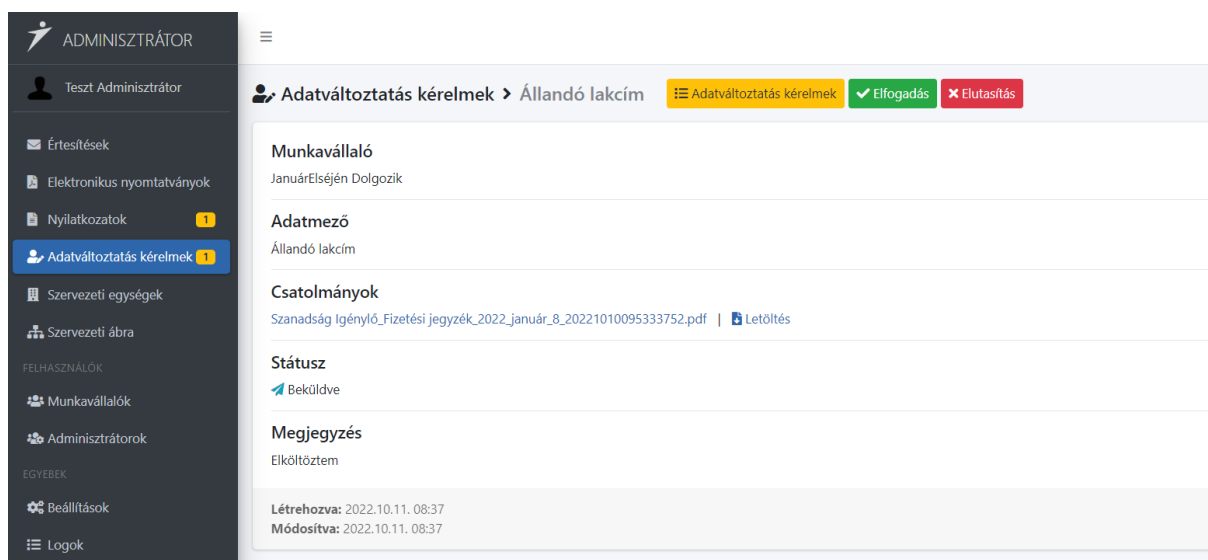 ADMINISZTRÁTOR
Teszt Adminisztrátor
Értesítések
Elektronikus nyomtatványok
Nyilatkozatok 1
Adatváltoztatás kérelmek 1
Szervezeti egységek
Szervezeti ábra
FELHASZNÁLÓK
Munkavállalók
Adminisztrátorok
EGYEBEK
Beállítások
Logok
Adatváltoztatás kérelmek > Állandó lakcím Adatváltoztatás kérelmek Elfogadás Elutasítás
Munkavállaló
JanuárElséjén Dolgozik
Adatmező
Állandó lakcím
Csatolmányok
Szanadság Igénylő_Fizetési jegyzék_2022_január_8_20221010095333752.pdf | Letöltés
Státusz
Beküldve
Megjegyzés
Elköltöztem
Létrehozva: 2022.10.11. 08:37
Módosítva: 2022.10.11. 08:37